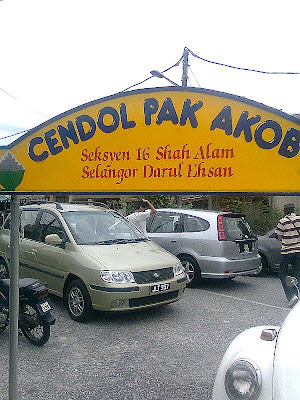 CENDOL PAK AKOB
Seksyen 16 Shah Alam
Selangor Darul Ehsan